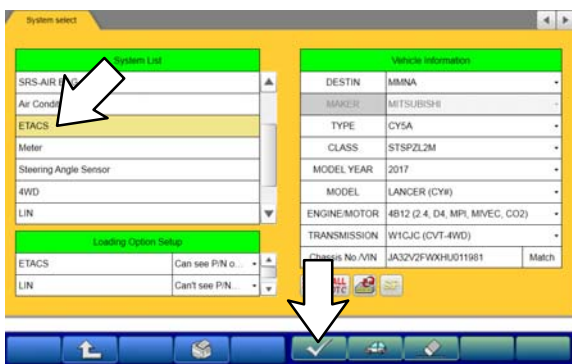 System select
System List
SRS-AIR
Air Condi
ETACS
Meter
Steering Angle Sensor
4WD
LIN
Loading Option Setup
ETACS Can see P/N o...
LIN Can't see P/N...
Vehicle Information
DESTIN MMNA
MAKER MITSUBISHI
TYPE CY5A
CLASS STSPZL2M
MODEL YEAR 2017
MODEL LANCER (CY#)
ENGINE/MOTOR 4B12 (2.4, D4, MPI, MIVEC, CO2)
TRANSMISSION W1CJC (CVT-4WD)
Chassis No./VIN JA32V2FWXHU011981 Match
ALL
DTC